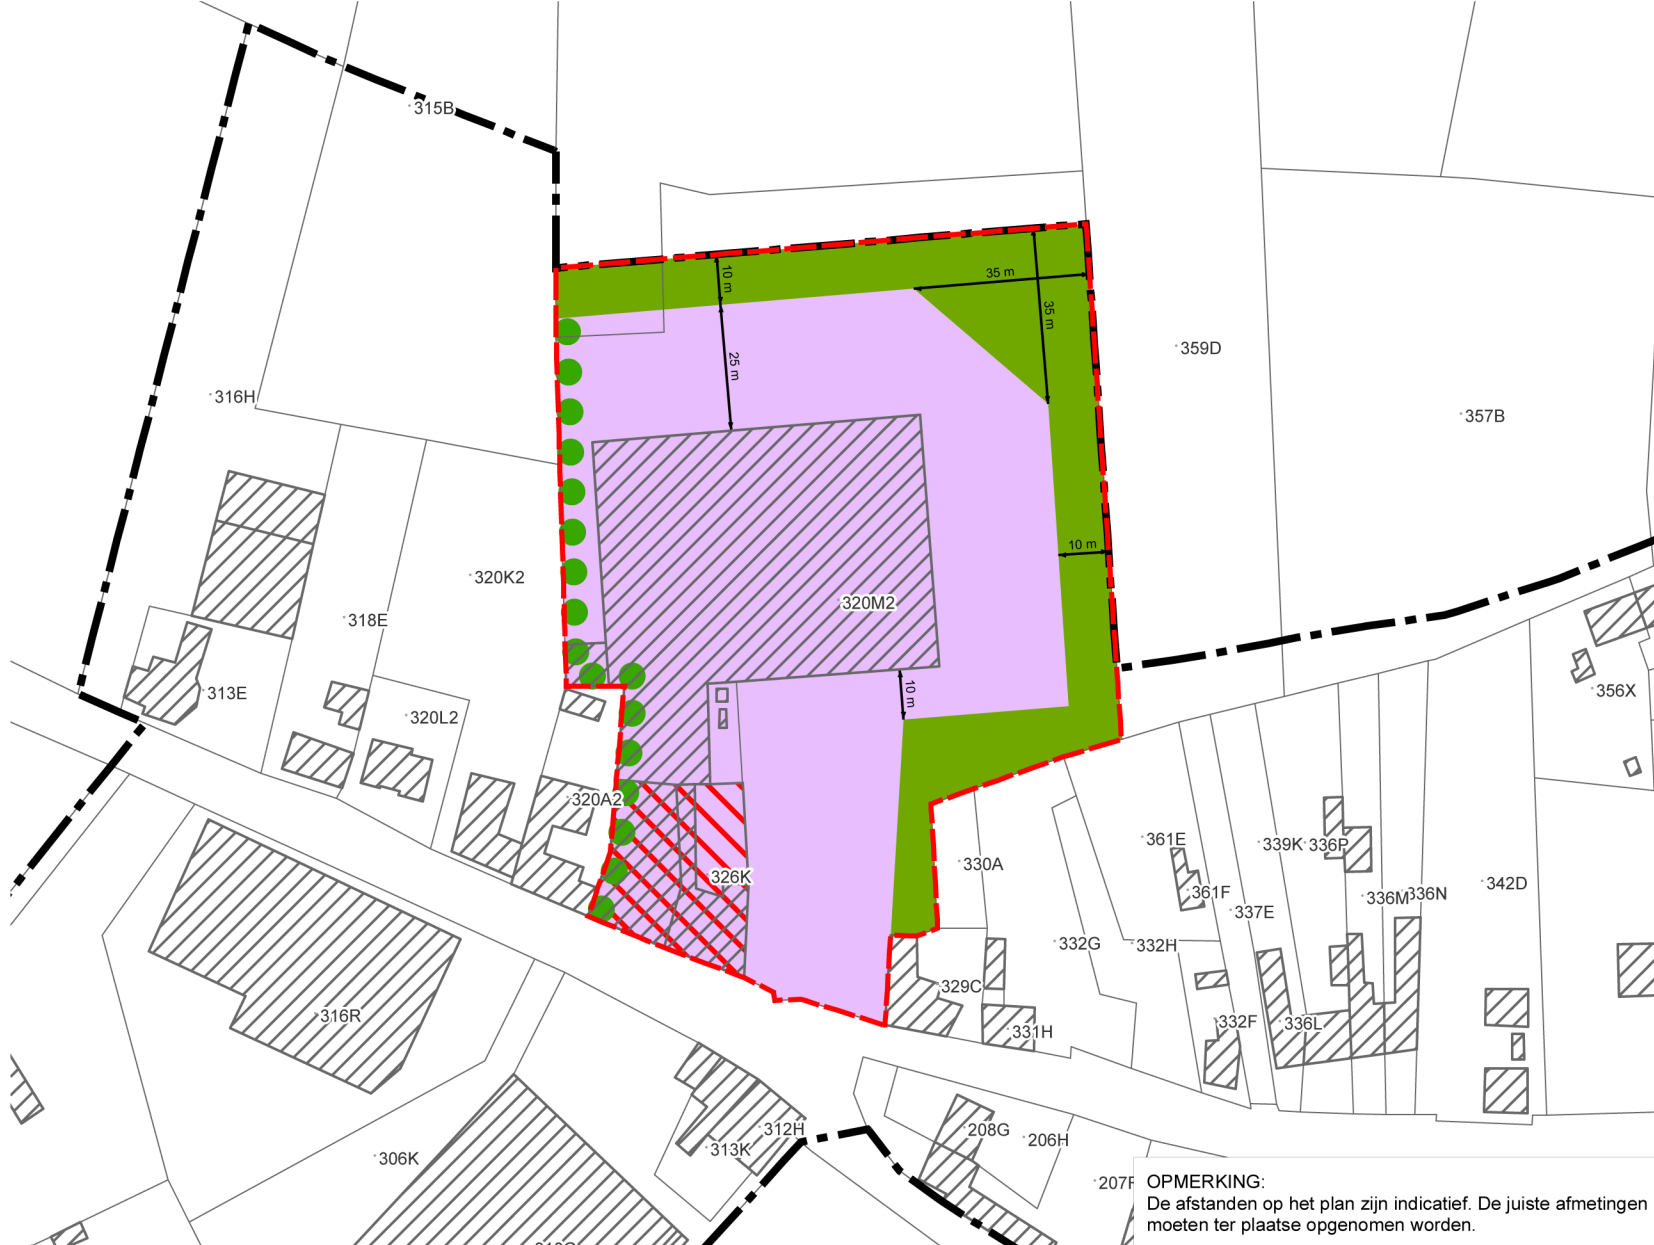 315B
10 m
35 m
35 m
25 m
359D
316H
357B
10 m
320K2
320M2
318E
313E
10 m
356X
320L2
320A2
361E
339K
336P
330A
326K
342D
361F
336M
336N
337E
332G
332H
329C
316R
332F
336L
331H
312H
208G
206H
313K
306K
OPMERKING:
De afstanden op het plan zijn indicatief. De juiste afmetingen
moeten ter plaatse opgenomen worden.